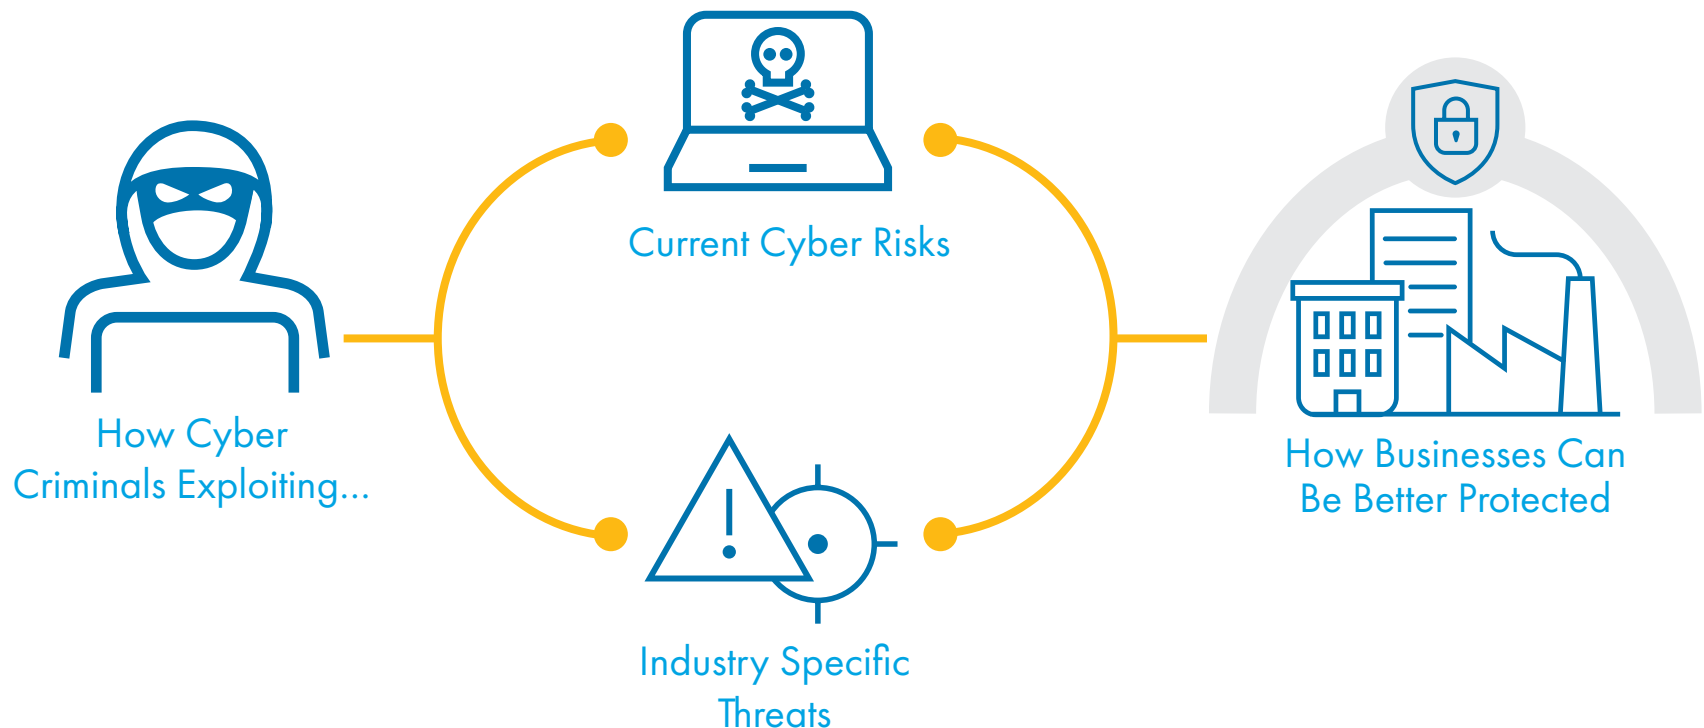 Current Cyber Risks
How Cyber
Criminals Exploiting...
How Businesses Can
Be Better Protected
Industry Specific
Threats